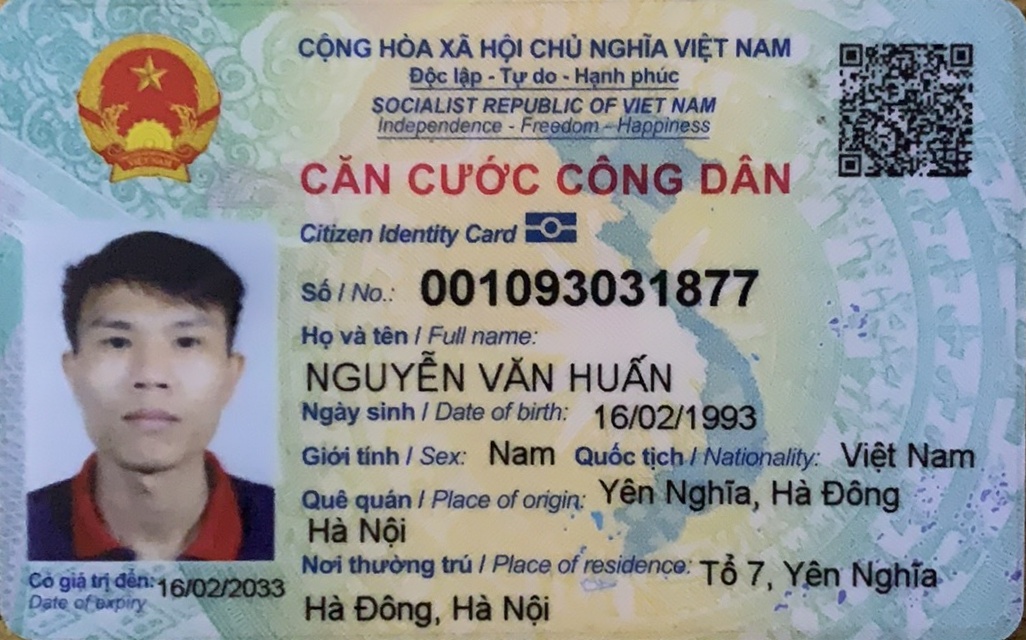 CỘNG HÒA XÃ HỘI CHỦ NGHĨA VIỆT NAM
Độc lập - Tự do - Hạnh phúc
SOCIALIST REPUBLIC OF VIET NAM
Independence - Freedom - Happiness
CĂN CƯỚC CÔNG DÂN
Citizen Identity Card
Số / No.: 001093031877
Họ và tên / Full name:
NGUYỄN VĂN HUẤN
Ngày sinh / Date of birth: 16/02/1993
Giới tính / Sex: Nam Quốc tịch / Nationality: Việt Nam
Quê quán / Place of origin: Yên Nghĩa, Hà Đông
Hà Nội
Nơi thường trú / Place of residence: Tổ 7, Yên Nghĩa
Hà Đông, Hà Nội
Có giá trị đến: 16/02/2033
Date of expiry
VIỆT NAM